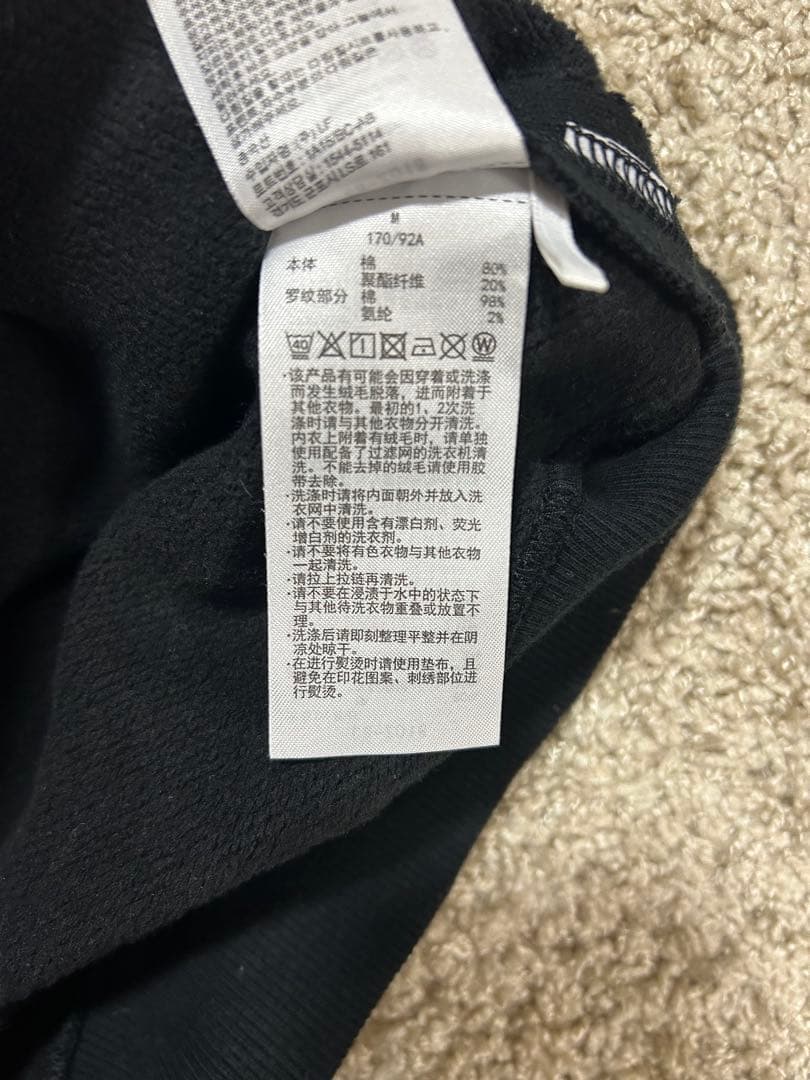 M
170/92A
本体 棉 80%
聚酯纤维 20%
罗纹部分 棉 98%
氨纶 2%
40 1 W
·该产品有可能会因穿着或洗涤
而发生绒毛脱落，进而附着于
其他衣物。最初的1、2次洗
涤时请与其他衣物分开清洗。
内衣上附着有绒毛时，请单独
使用配备了过滤网的洗衣机清
洗。不能去掉的绒毛请使用胶
带去除。
·洗涤时请将内面朝外并放入洗
衣网中清洗。
·请不要使用含有漂白剂、荧光
增白剂的洗衣剂。
·请不要将有色衣物与其他衣物
一起清洗。
·请拉上拉链再清洗。
·请不要在浸渍于水中的状态下
与其他待洗衣物重叠或放置不
理。
·洗涤后请即刻整理平整并在阴
凉处晾干。
·在进行熨烫时请使用垫布，且
避免在印花图案、刺绣部位进
行熨烫。